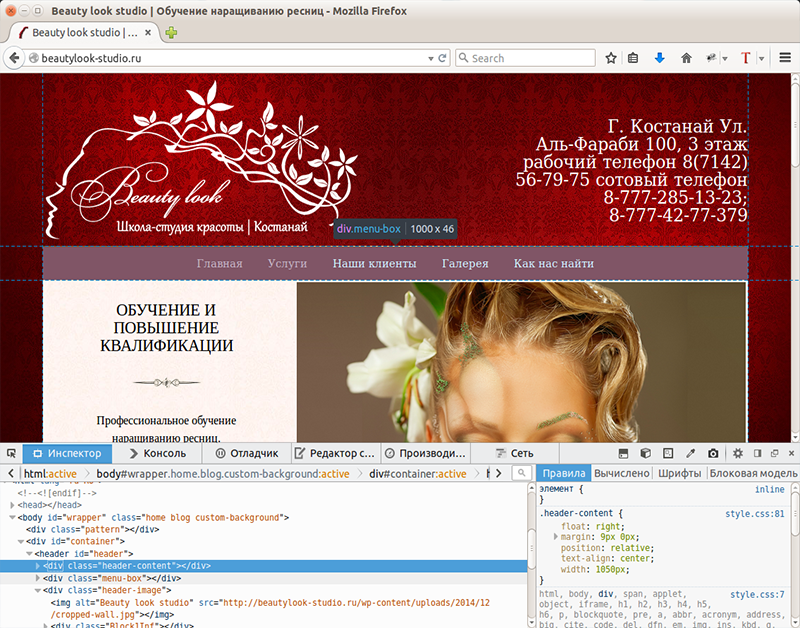 Beauty look studio | Обучение наращиванию ресниц - Mozilla Firefox
Beauty look studio | ...
beautylook-studio.ru
Search
Beauty look
Школа-студия красоты | Костанай
Г. Костанай Ул.
Аль-Фараби 100, 3 этаж
рабочий телефон 8(7142)
56-79-75 сотовый телефон
8-777-285-13-23;
8-777-42-77-379
div.menu-box 1000 x 46
Главная Услуги Наши клиенты Галерея Как нас найти
ОБУЧЕНИЕ И
ПОВЫШЕНИЕ
КВАЛИФИКАЦИИ
Профессиональное обучение
наращиванию ресниц.
Инспектор Консоль Отладчик Редактор с... Производи... Сеть
html:active body#wrapper.home.blog.custom-background:active div#container:active
<!--<![endif]-->
<head></head>
<body id="wrapper" class="home blog custom-background">
<div class="pattern"></div>
<div id="container">
<header id="header">
<div class="header-content"></div>
<div class="menu-box"></div>
<div class="header-image">
<img alt="Beauty look studio" src="http://beautylook-studio.ru/wp-content/uploads/2014/12
/cropped-wall.jpg"></img>
<div class="Block1Inf"></div>
Правила Вычислено Шрифты Блоковая модель
элемент { inline
}
.header-content { style.css:81
float: right;
margin: 9px 0px;
position: relative;
text-align: center;
width: 1050px;
}
html, body, div, span, applet, style.css:7
object, iframe, h1, h2, h3, h4, h5,
h6, p, blockquote, pre, a, abbr, acronym, address,
big, cite, code, del, dfn, em, img, ins, kbd, q,